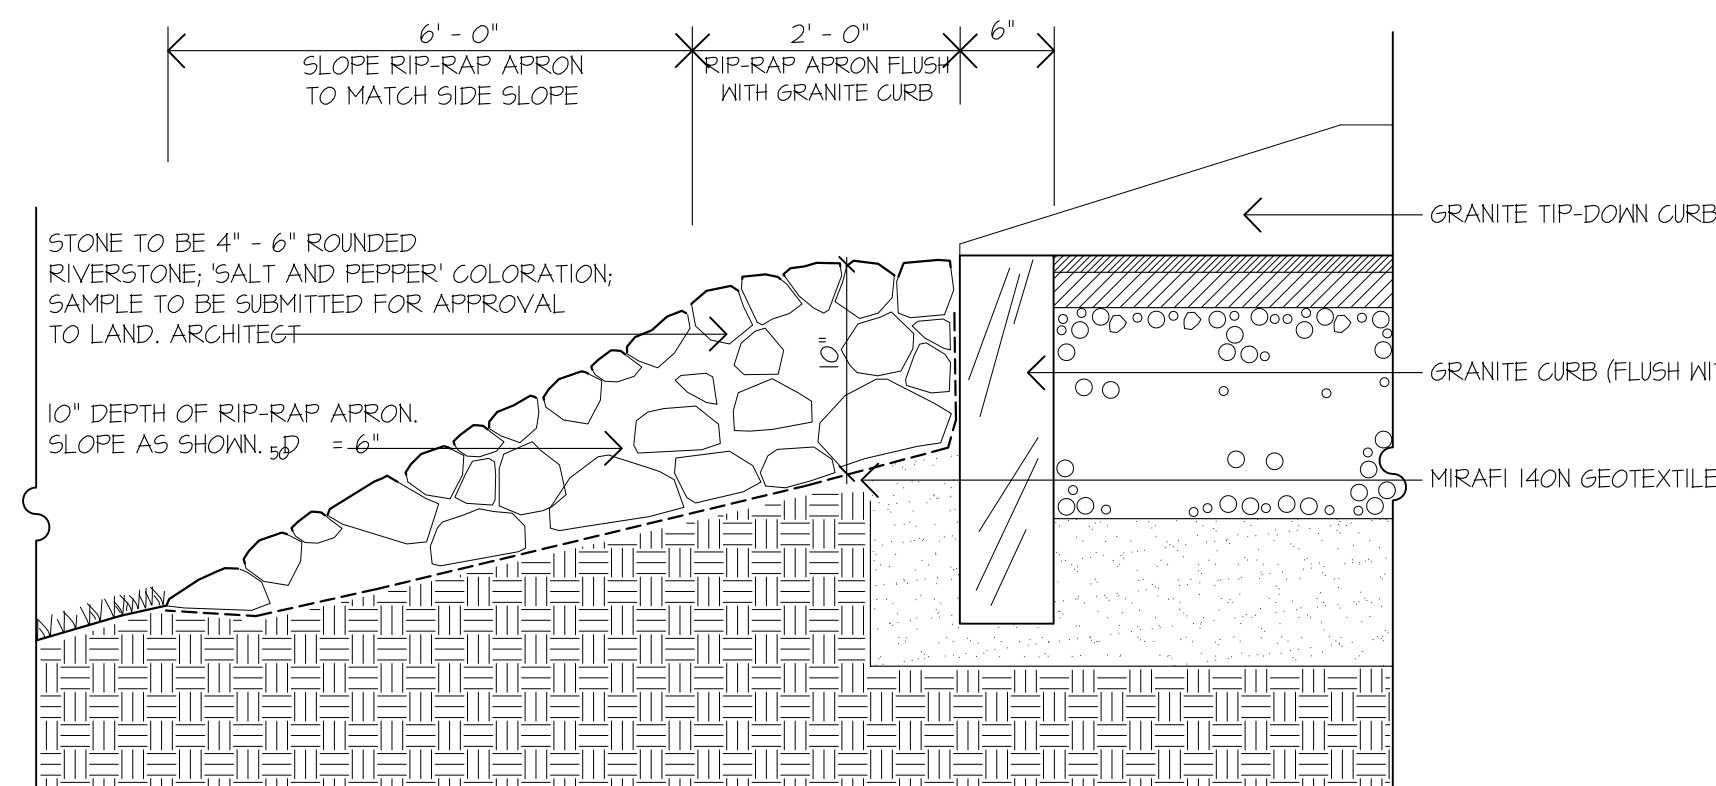 6' - 0"
SLOPE RIP-RAP APRON
TO MATCH SIDE SLOPE
2' - 0"
RIP-RAP APRON FLUSH
WITH GRANITE CURB
6"
GRANITE TIP-DOWN CURB
STONE TO BE 4" - 6" ROUNDED
RIVERSTONE; 'SALT AND PEPPER' COLORATION;
SAMPLE TO BE SUBMITTED FOR APPROVAL
TO LAND. ARCHITECT
10"
GRANITE CURB (FLUSH
10" DEPTH OF RIP-RAP APRON.
SLOPE AS SHOWN. 50 D = 6"
MIRAFI 140N GEOTEXTILE